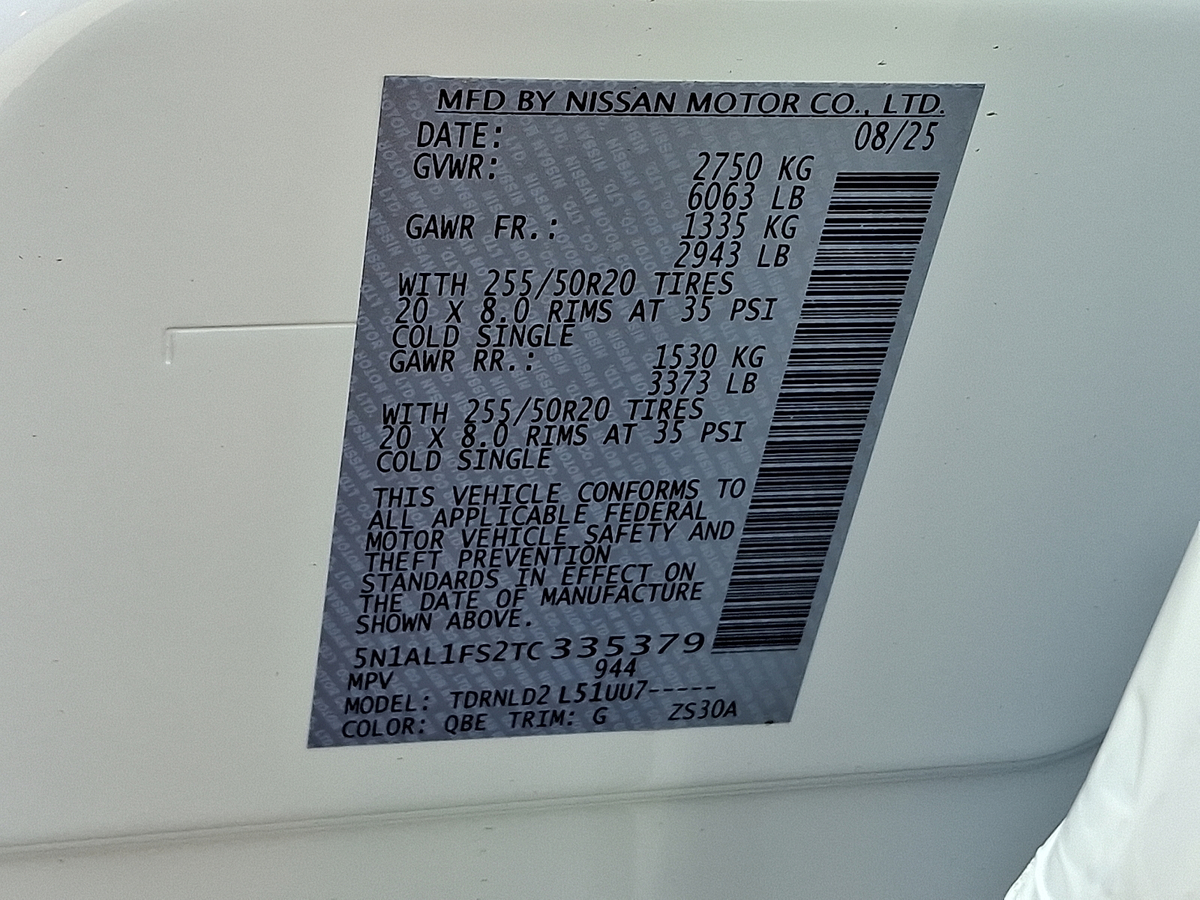 MFD BY NISSAN MOTOR CO., LTD.
DATE: 08/25
GVWR: 2750 KG
6063 LB
GAWR FR.: 1335 KG
2943 LB
WITH 255/50R20 TIRES
20 X 8.0 RIMS AT 35 PSI
COLD SINGLE
GAWR RR.: 1530 KG
3373 LB
WITH 255/50R20 TIRES
20 X 8.0 RIMS AT 35 PSI
COLD SINGLE
THIS VEHICLE CONFORMS TO
ALL APPLICABLE FEDERAL
MOTOR VEHICLE SAFETY AND
THEFT PREVENTION
STANDARDS IN EFFECT ON
THE DATE OF MANUFACTURE
SHOWN ABOVE.
5N1AL1FS2TC335379
MPV 944
MODEL: TDRNLD2 L51UU7-----
COLOR: QBE TRIM: G ZS30A